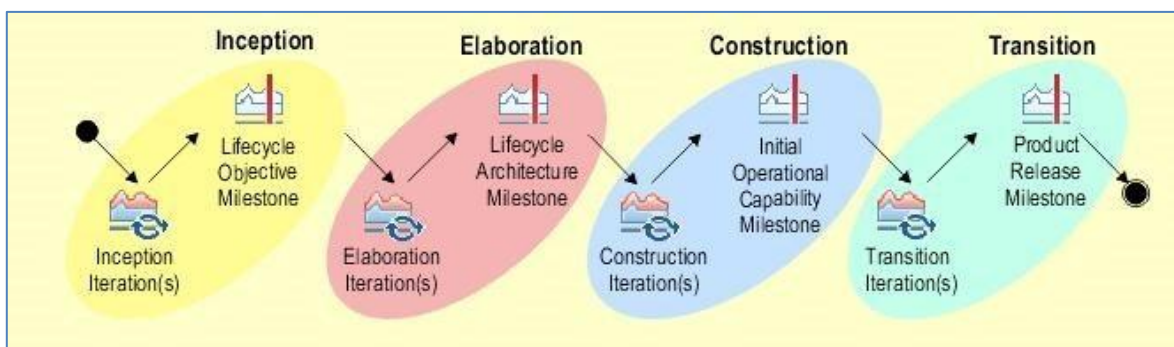 Inception
Elaboration
Construction
Transition
Lifecycle
Objective
Milestone
Lifecycle
Architecture
Milestone
Initial
Operational
Capability
Milestone
Product
Release
Milestone
Inception
Iteration(s)
Elaboration
Iteration(s)
Construction
Iteration(s)
Transition
Iteration(s)